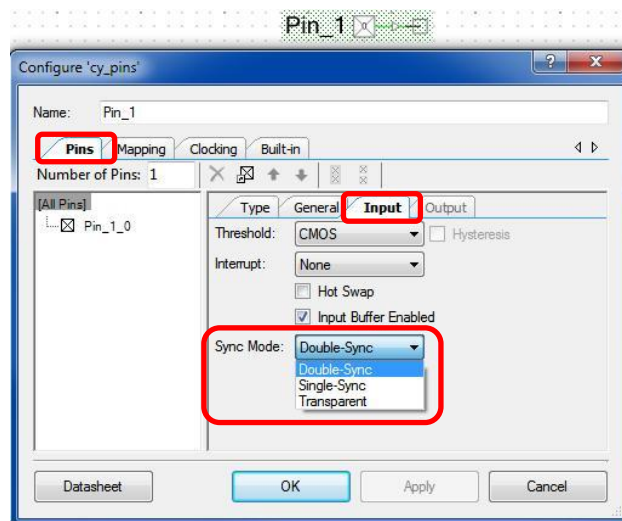 Pin_1
Configure 'cy_pins'
Name: Pin_1
Pins Mapping Clocking Built-in
Number of Pins: 1
[All Pins]
Pin_1_0
Type General Input Output
Threshold: CMOS Hysteresis
Interrupt: None
Hot Swap
Input Buffer Enabled
Sync Mode: Double-Sync
Double-Sync
Single-Sync
Transparent
Datasheet OK Apply Cancel